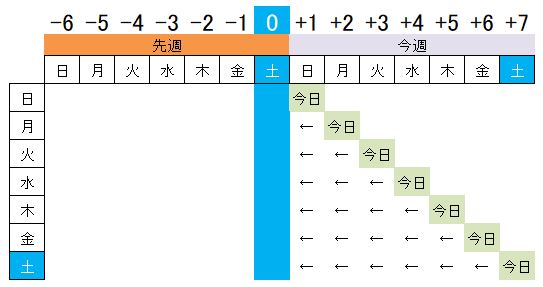 -6 -5 -4 -3 -2 -1 0 +1 +2 +3 +4 +5 +6 +7
先週 今週
日 月 火 水 木 金 土 日 月 火 水 木 金 土
日 今日
月 ← 今日
火 ← ← 今日
水 ← ← ← 今日
木 ← ← ← ← 今日
金 ← ← ← ← ← 今日
土 ← ← ← ← ← ← 今日